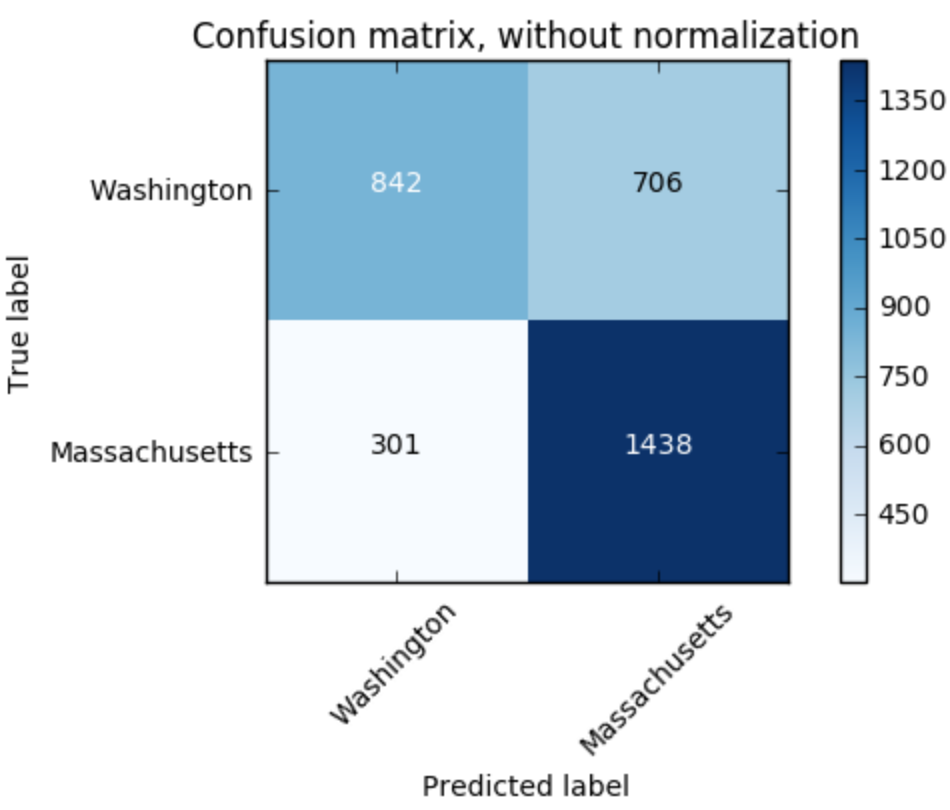 Confusion matrix, without normalization
True label
Washington
Massachusetts
842
706
301
1438
Washington
Massachusetts
Predicted label
1350
1200
1050
900
750
600
450